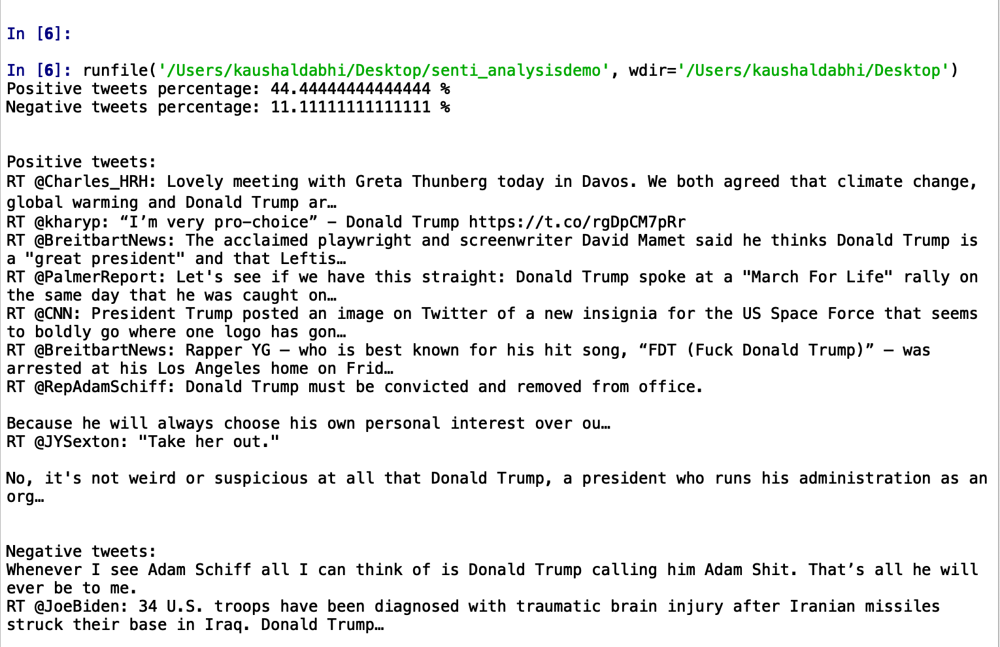 In [6]:
In [6]: runfile('/Users/kaushaldabhi/Desktop/senti_analysisdemo', wdir='/Users/kaushaldabhi/Desktop')
Positive tweets percentage: 44.44444444444444 %
Negative tweets percentage: 11.11111111111111 %
Positive tweets:
RT @Charles_HRH: Lovely meeting with Greta Thunberg today in Davos. We both agreed that climate change,
global warming and Donald Trump ar…
RT @kharyp: “I’m very pro-choice” – Donald Trump https://t.co/rgDpCM7pRr
RT @BreitbartNews: The acclaimed playwright and screenwriter David Mamet said he thinks Donald Trump is
a "great president" and that Leftis…
RT @PalmerReport: Let's see if we have this straight: Donald Trump spoke at a "March For Life" rally on
the same day that he was caught on…
RT @CNN: President Trump posted an image on Twitter of a new insignia for the US Space Force that seems
to boldly go where one logo has gon…
RT @BreitbartNews: Rapper YG — who is best known for his hit song, “FDT (Fuck Donald Trump)” — was
arrested at his Los Angeles home on Frid…
RT @RepAdamSchiff: Donald Trump must be convicted and removed from office.
Because he will always choose his own personal interest over ou…
RT @JYSexton: "Take her out."
No, it's not weird or suspicious at all that Donald Trump, a president who runs his administration as an
org…
Negative tweets:
Whenever I see Adam Schiff all I can think of is Donald Trump calling him Adam Shit. That’s all he will
ever be to me.
RT @JoeBiden: 34 U.S. troops have been diagnosed with traumatic brain injury after Iranian missiles
struck their base in Iraq. Donald Trump…